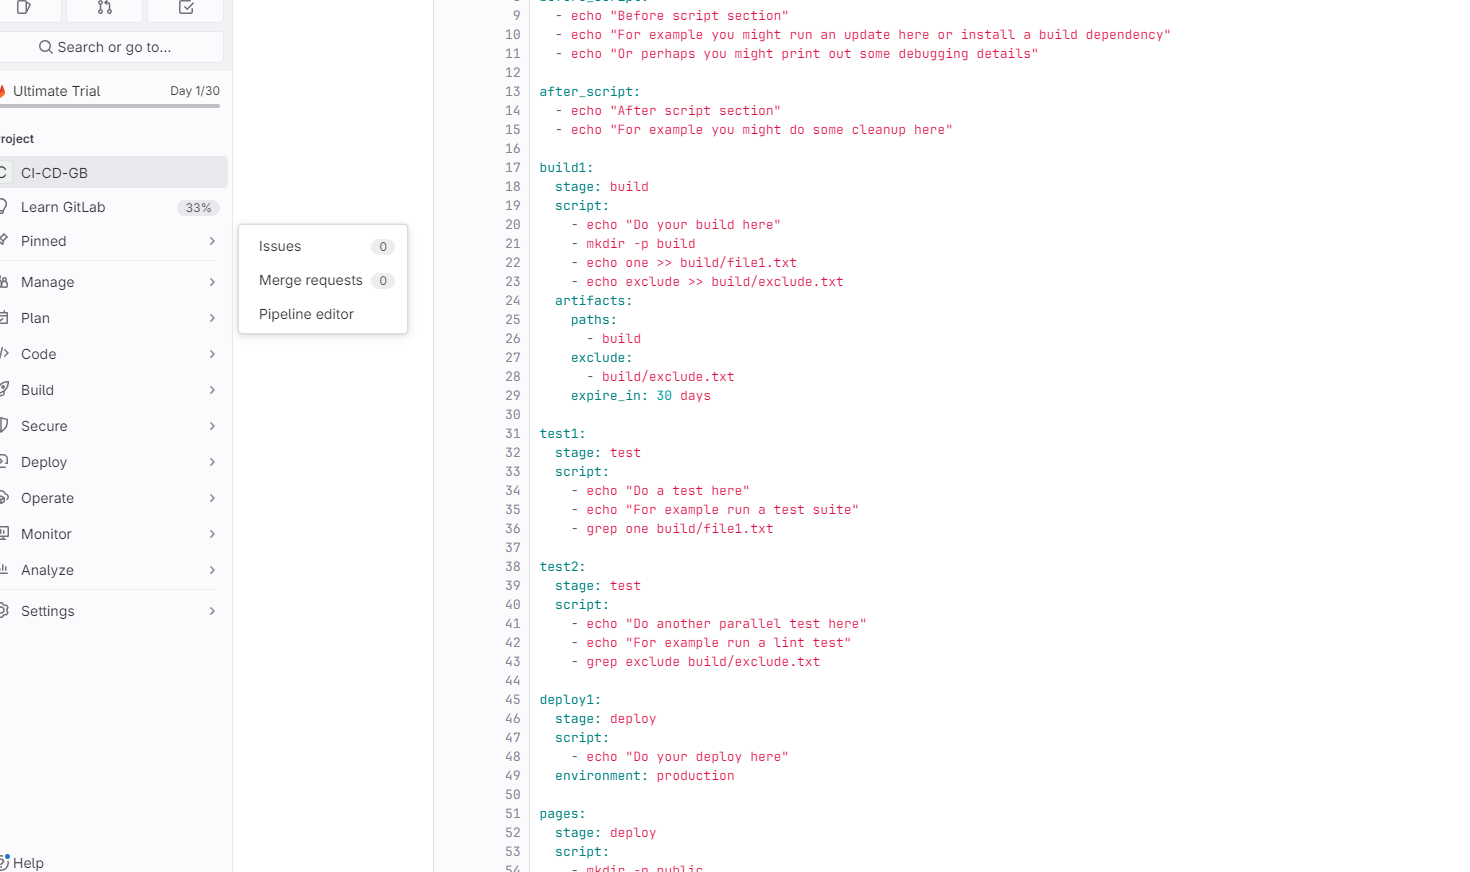 Search or go to...
Ultimate Trial Day 1/30
roject
C CI-CD-GB
Learn GitLab 33%
Pinned
Manage
Plan
Code
Build
Secure
Deploy
Operate
Monitor
Analyze
Settings
Help
Issues 0
Merge requests 0
Pipeline editor
before_script:
9 - echo "Before script section"
10 - echo "For example you might run an update here or install a build dependency"
11 - echo "Or perhaps you might print out some debugging details"
12
13 after_script:
14 - echo "After script section"
15 - echo "For example you might do some cleanup here"
16
17 build1:
18 stage: build
19 script:
20 - echo "Do your build here"
21 - mkdir -p build
22 - echo one >> build/file1.txt
23 - echo exclude >> build/exclude.txt
24 artifacts:
25 paths:
26 - build
27 exclude:
28 - build/exclude.txt
29 expire_in: 30 days
30
31 test1:
32 stage: test
33 script:
34 - echo "Do a test here"
35 - echo "For example run a test suite"
36 - grep one build/file1.txt
37
38 test2:
39 stage: test
40 script:
41 - echo "Do another parallel test here"
42 - echo "For example run a lint test"
43 - grep exclude build/exclude.txt
44
45 deploy1:
46 stage: deploy
47 script:
48 - echo "Do your deploy here"
49 environment: production
50
51 pages:
52 stage: deploy
53 script:
54 - mkdir -p public